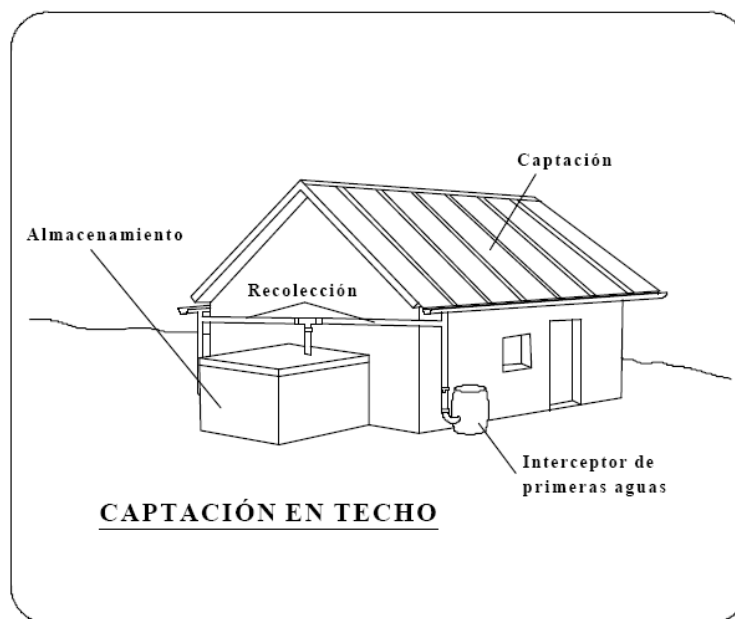 Captación
Almacenamiento
Recolección
Interceptor de
primeras aguas
CAPTACIÓN EN TECHO